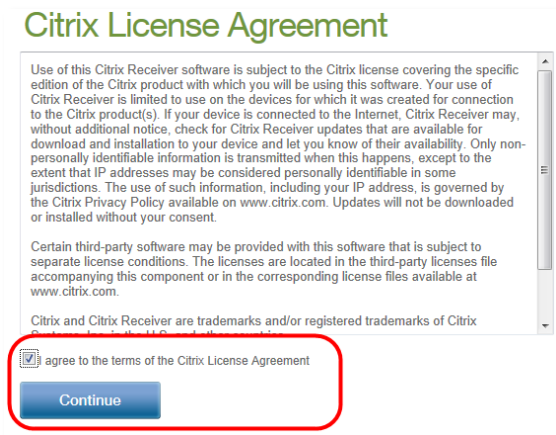 Citrix License Agreement
Use of this Citrix Receiver software is subject to the Citrix license covering the specific
edition of the Citrix product with which you will be using this software. Your use of
Citrix Receiver is limited to use on the devices for which it was created for connection
to the Citrix product(s). If your device is connected to the Internet, Citrix Receiver may,
without additional notice, check for Citrix Receiver updates that are available for
download and installation to your device and let you know of their availability. Only non-
personally identifiable information is transmitted when this happens, except to the
extent that IP addresses may be considered personally identifiable in some
jurisdictions. The use of such information, including your IP address, is governed by
the Citrix Privacy Policy available on www.citrix.com. Updates will not be downloaded
or installed without your consent.
Certain third-party software may be provided with this software that is subject to
separate license conditions. The licenses are located in the third-party licenses file
accompanying this component or in the corresponding license files available at
www.citrix.com.
Citrix and Citrix Receiver are trademarks and/or registered trademarks of Citrix
Systems, Inc. in the U.S. and other countries.
I agree to the terms of the Citrix License Agreement
Continue